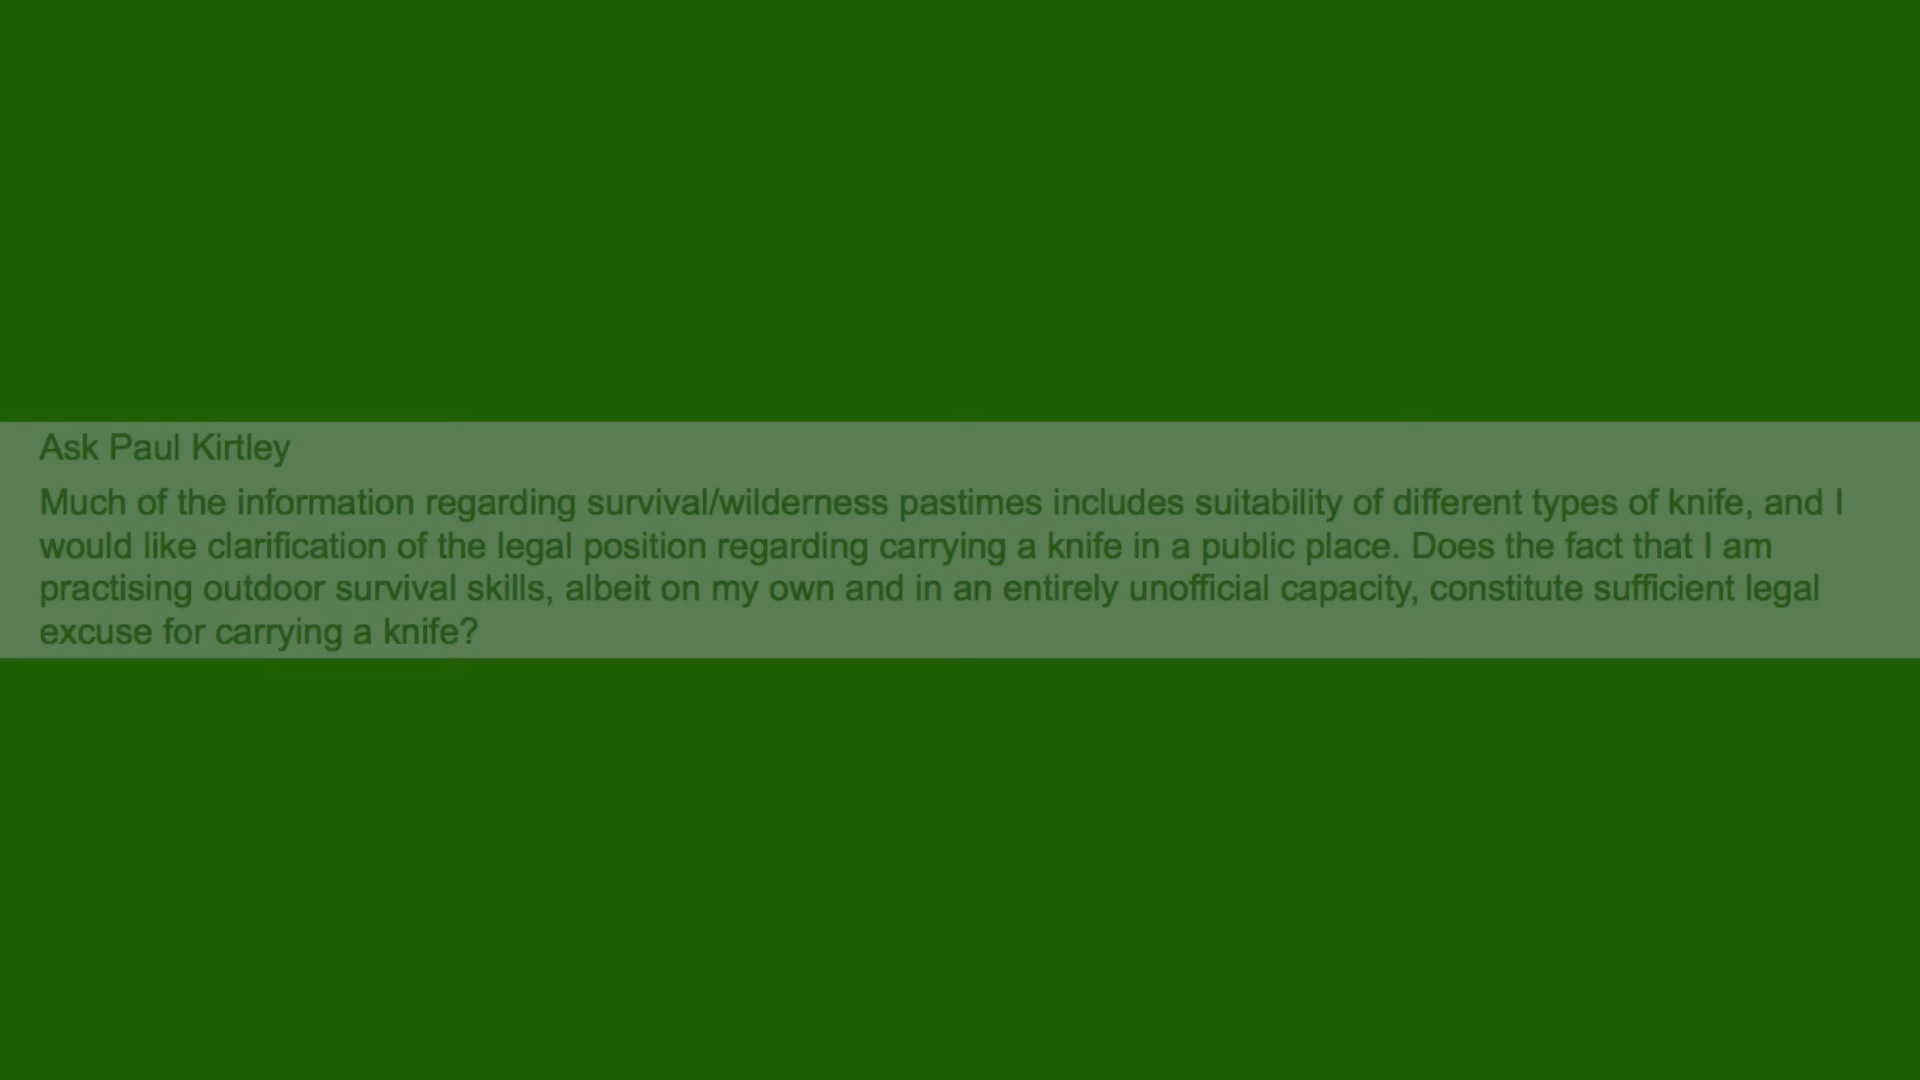 Ask Paul Kirtley
Much of the information regarding survival/wilderness pastimes includes suitability of different types of knife, and I
would like clarification of the legal position regarding carrying a knife in a public place. Does the fact that I am
practising outdoor survival skills, albeit on my own and in an entirely unofficial capacity, constitute sufficient legal
excuse for carrying a knife?